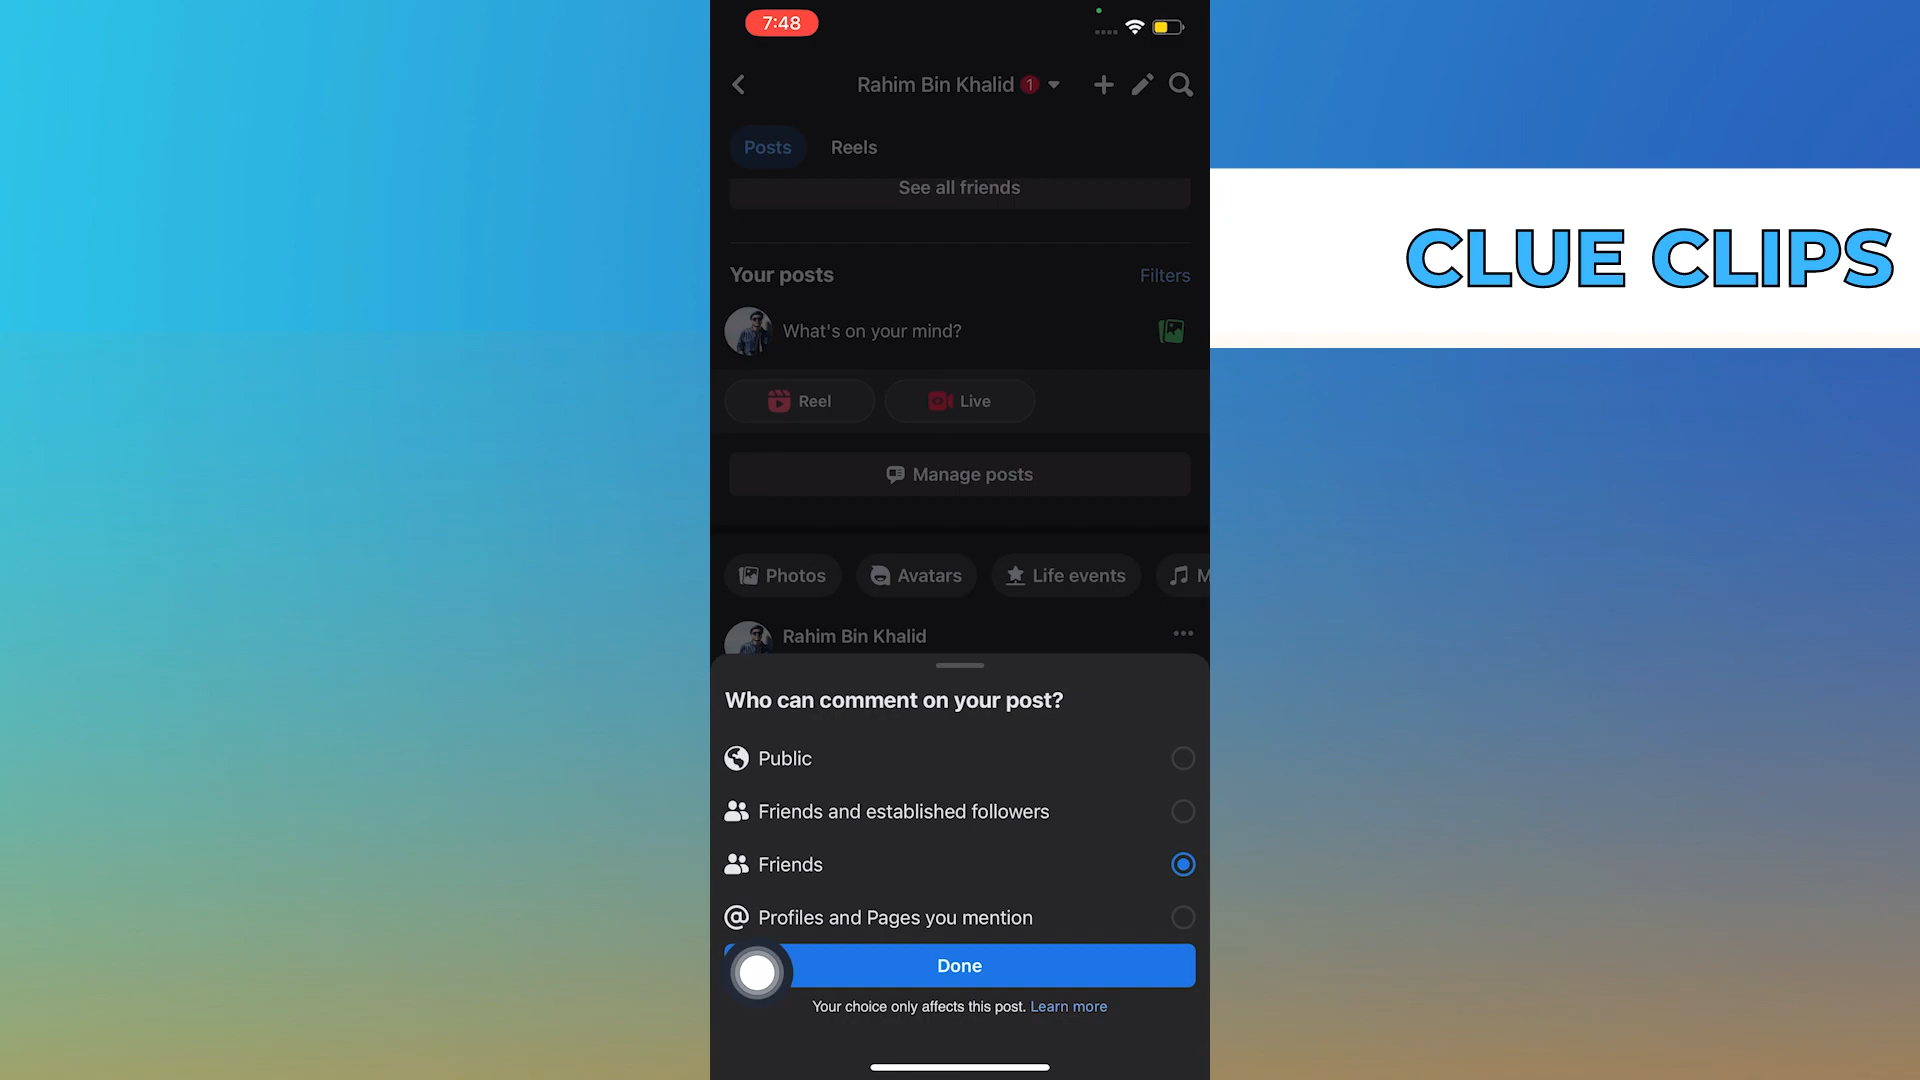 7:48
Rahim Bin Khalid 1
Posts Reels
See all friends
Your posts Filters
What's on your mind?
Reel Live
Manage posts
Photos Avatars Life events M
Rahim Bin Khalid
Who can comment on your post?
Public
Friends and established followers
Friends
Profiles and Pages you mention
Done
Your choice only affects this post. Learn more
CLUE CLIPS